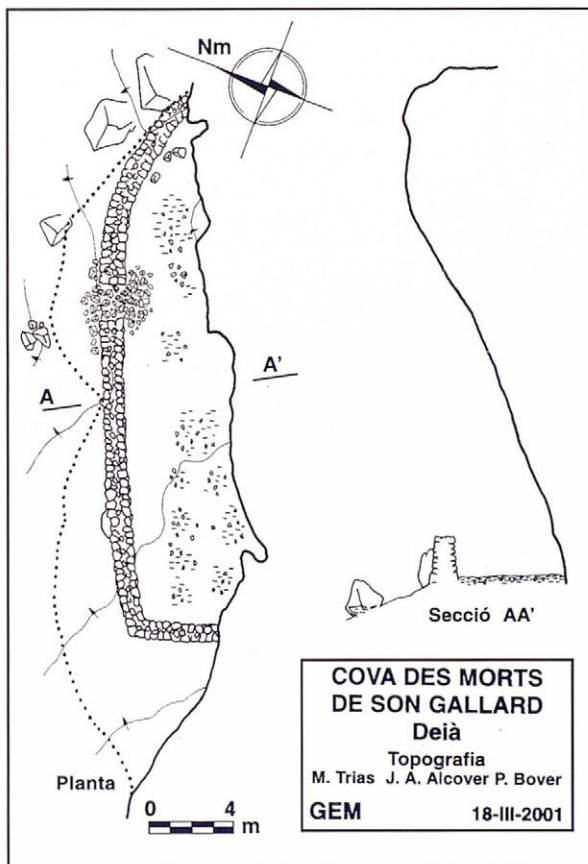 Nm
A
A'
Secció AA'
Planta
0 4
m
COVA DES MORTS
DE SON GALLARD
Deià
Topografia
M. Trias J. A. Alcover P. Bover
GEM 18-III-2001